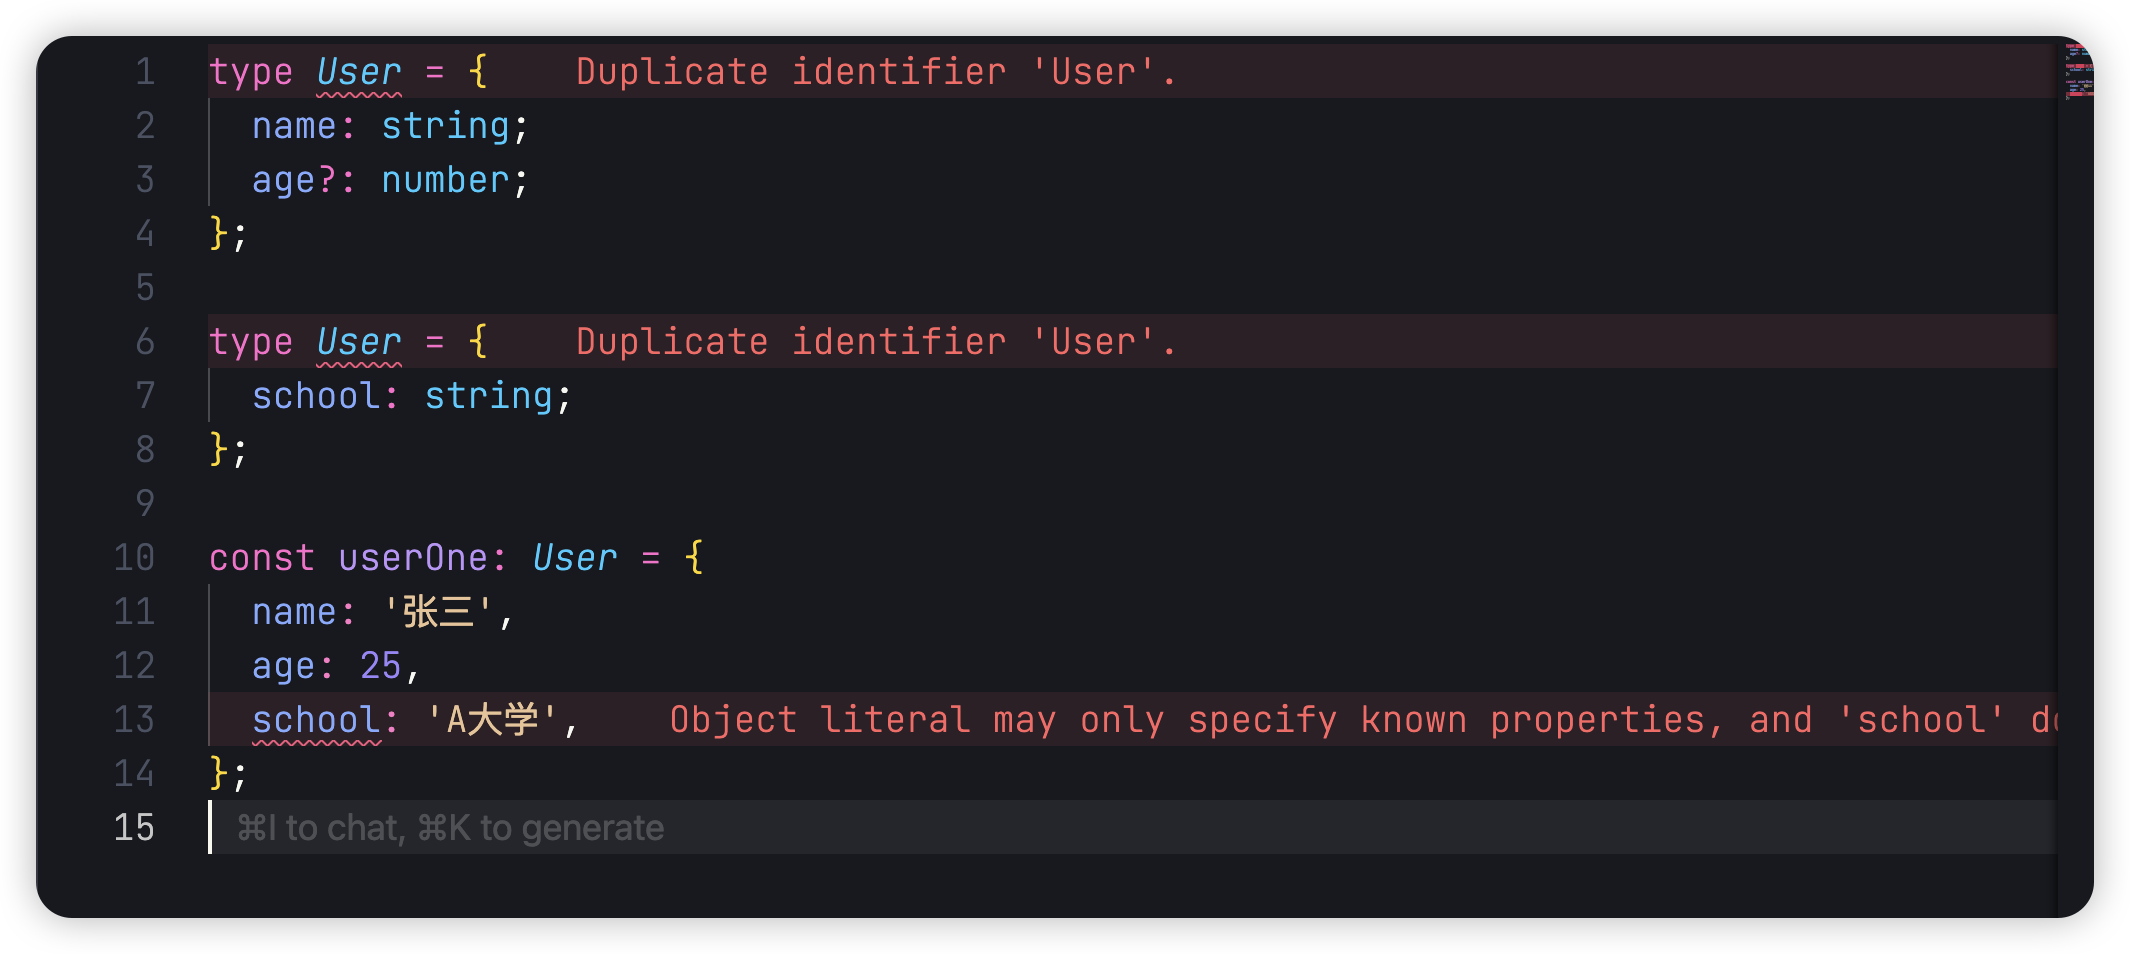 1 type User = { Duplicate identifier 'User'.
2 name: string;
3 age?: number;
4 };
5
6 type User = { Duplicate identifier 'User'.
7 school: string;
8 };
9
10 const userOne: User = {
11 name: '张三',
12 age: 25,
13 school: 'A大学', Object literal may only specify known properties, and 'school'
14 };
15 ⌘I to chat, ⌘K to generate